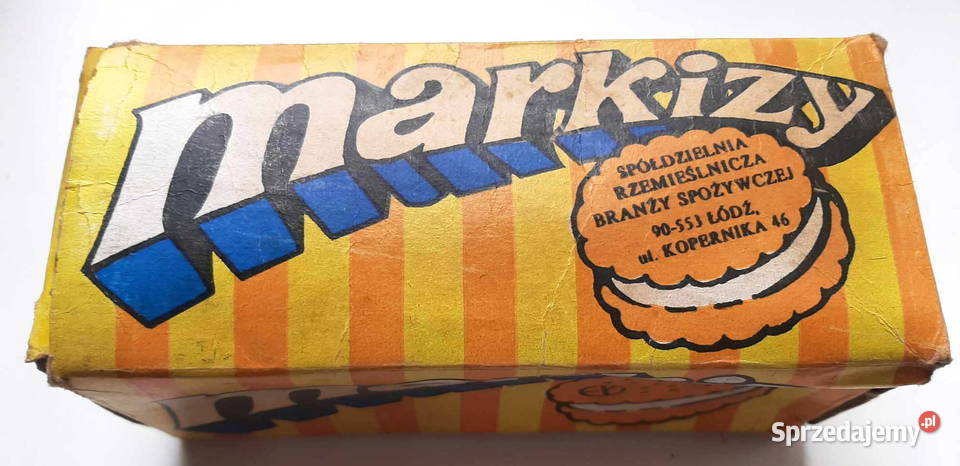 markizy
SPÓŁDZIELNIA
RZEMIEŚLNICZA
BRANŻY SPOŻYWCZEJ
90-553 ŁÓDŹ,
ul. KOPERNIKA 46
Sprzedajemy.pl